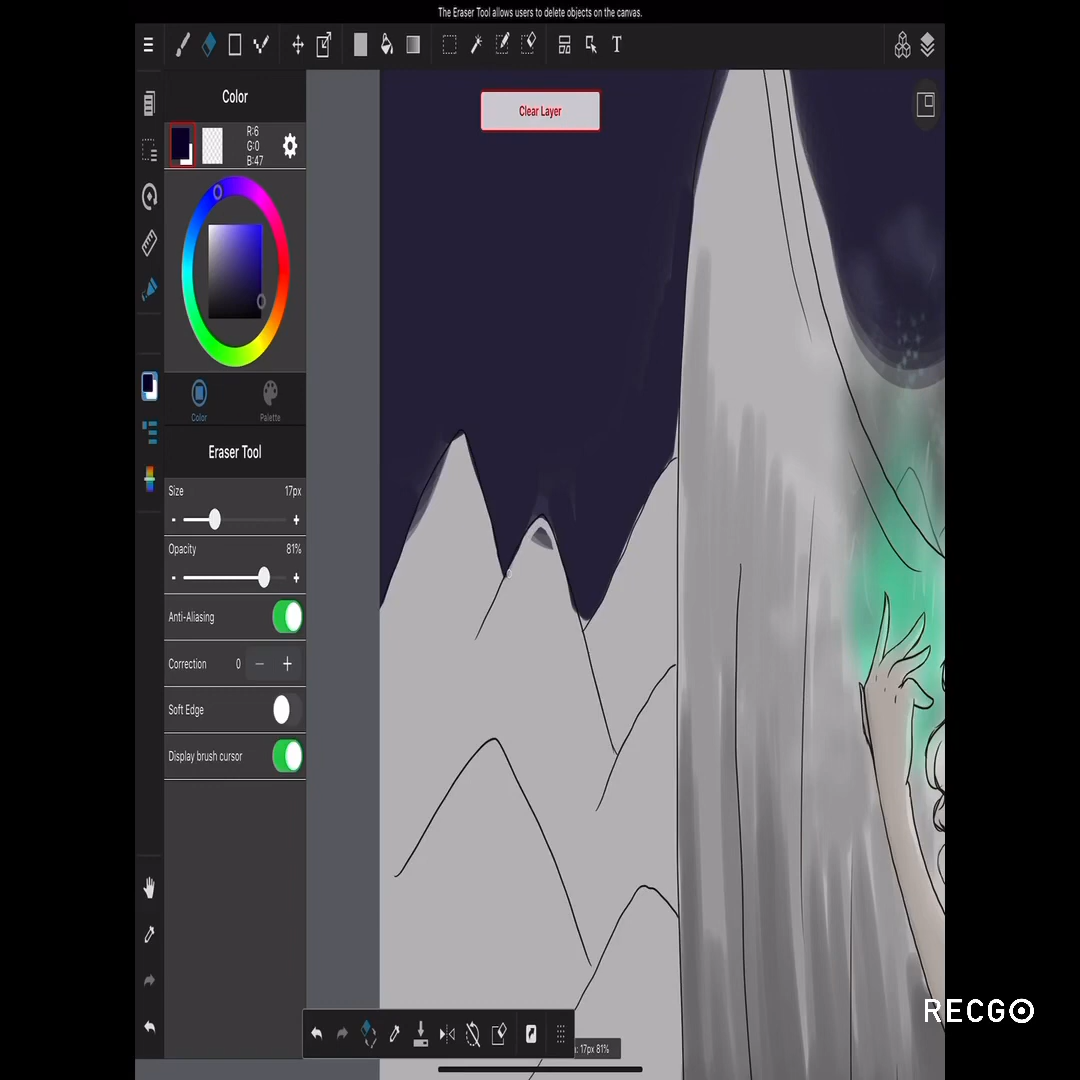 The Eraser Tool allows users to delete objects on the canvas.
T
Color
Clear Layer
R:6
G:0
B:47
Color
Palette
Eraser Tool
Size
17px
Opacity
81%
Anti-Aliasing
Correction 0
Soft Edge
Display brush cursor
RECGO
: 17px 81%